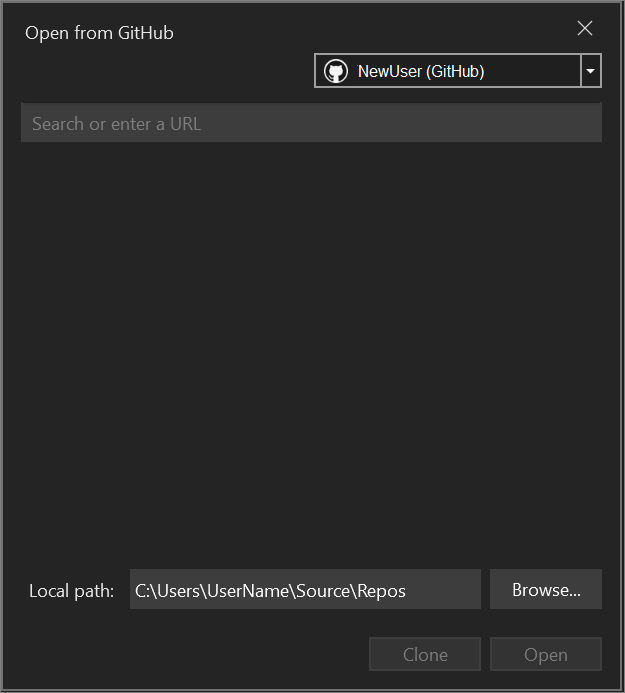 Open from GitHub
NewUser (GitHub)
Search or enter a URL
Local path: C:\Users\UserName\Source\Repos Browse...
Clone Open